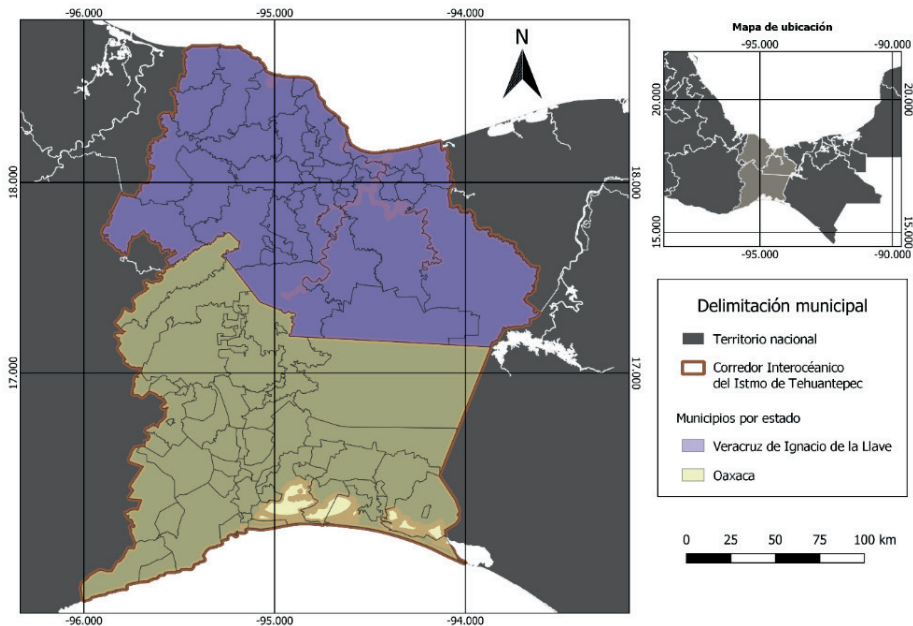 -96.000
-95.000
-94.000
N
18.000
17.000
18.000
17.000
-96.000
-95.000
-94.000
Mapa de ubicación
-95.000
-90.000
20.000
15.000
20.000
15.000
-95.000
-90.000
Delimitación municipal
Territorio nacional
Corredor Interocéanico
del Istmo de Tehuantepec
Municipios por estado
Veracruz de Ignacio de la Llave
Oaxaca
0 25 50 75 100 km